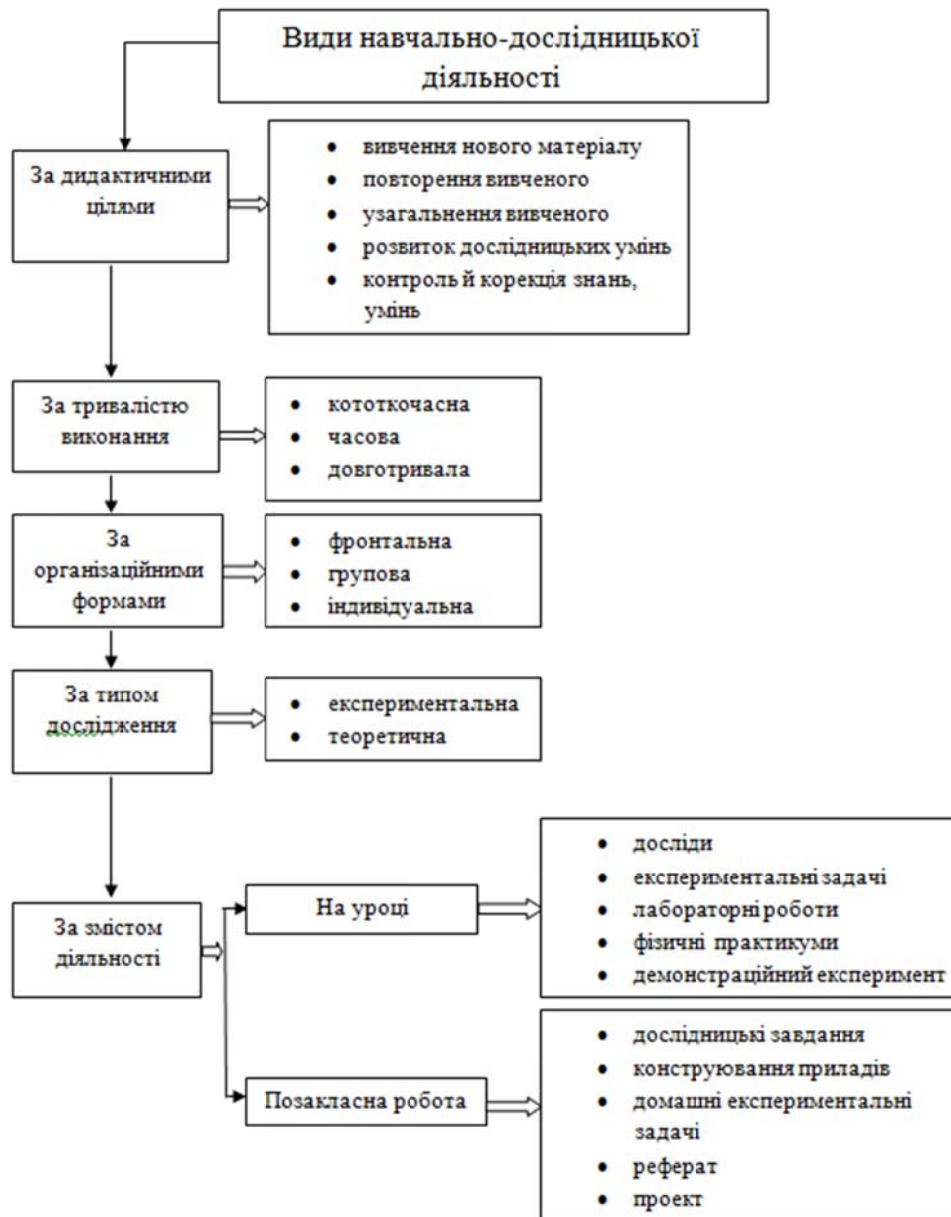 Види навчально-дослідницької
діяльності
За дидактичними
цілями
• вивчення нового матеріалу
• повторення вивченого
• узагальнення вивченого
• розвиток дослідницьких умінь
• контроль й корекція знань,
умінь
За тривалістю
виконання
• кототкочасна
• часова
• довготривала
За
організаційними
формами
• фронтальна
• групова
• індивідуальна
За типом
дослідження
• експериментальна
• теоретична
За змістом
діяльності
На уроці
• досліди
• експериментальні задачі
• лабораторні роботи
• фізичні практикуми
• демонстраційний експеримент
Позакласна робота
• дослідницькі завдання
• конструювання приладів
• домашні експериментальні
задачі
• реферат
• проект